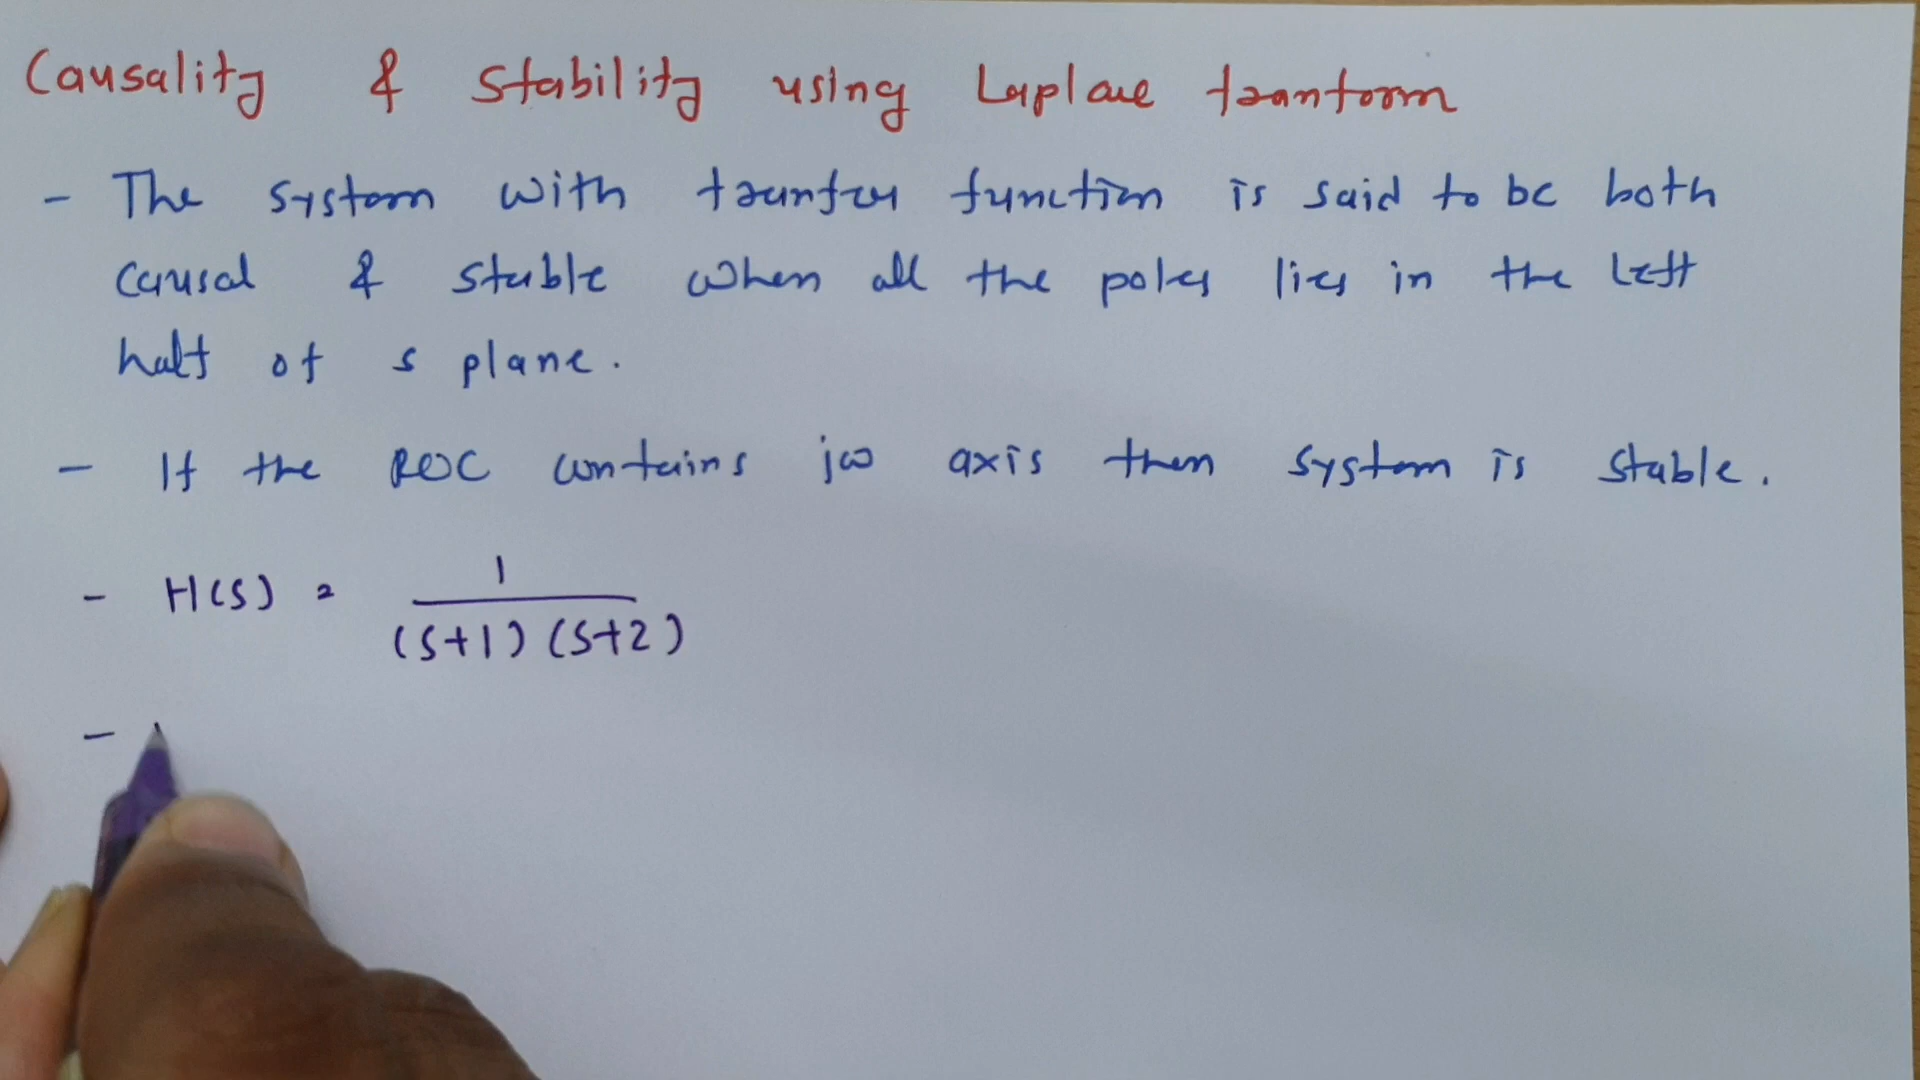 Causality & Stability using Laplace transform
- The system with transfer function is said to be both
causal & stable when all the poles lies in the left
half of s plane.
- If the ROC contains jω axis then system is stable.
- H(s) = 1 / (s+1)(s+2)
-